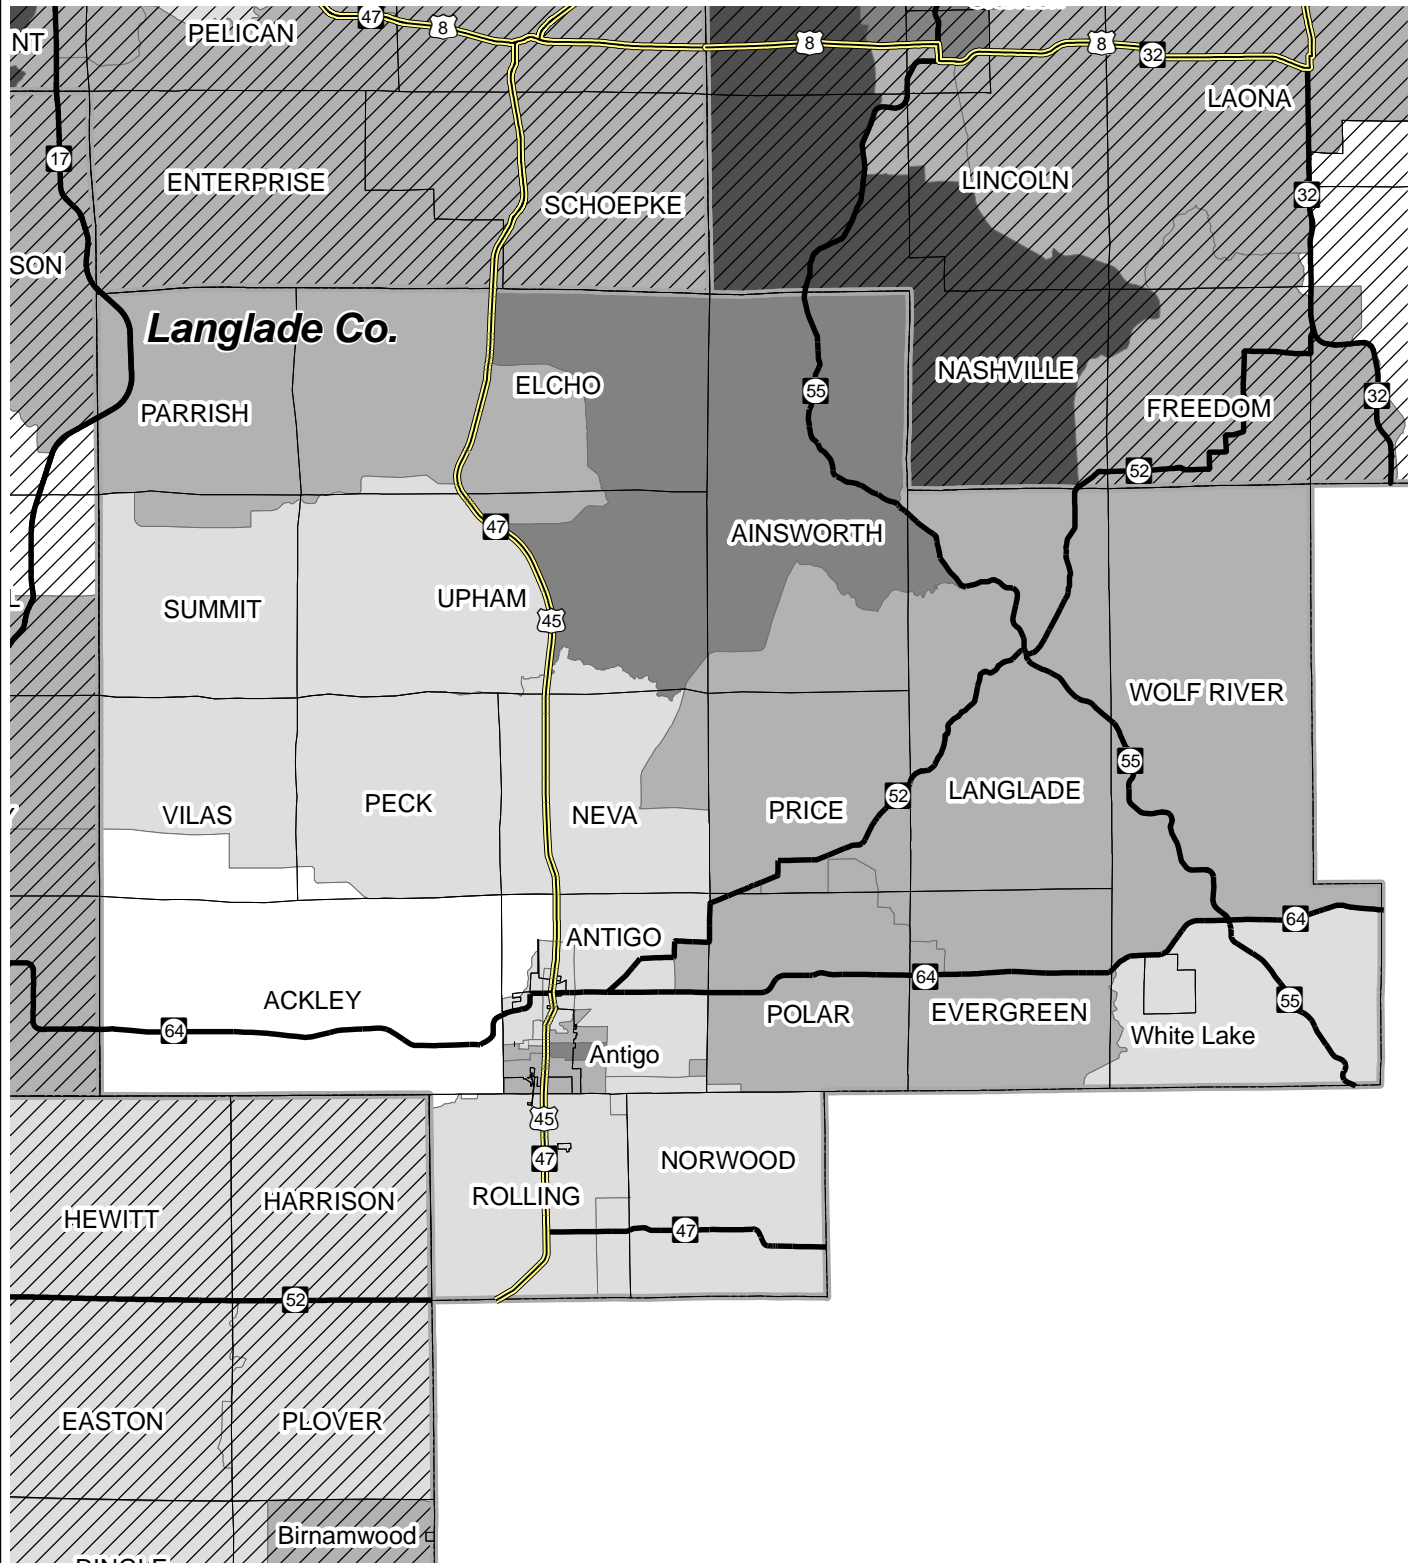 47
8
NT
PELICAN
8
8
32
LAONA
17
ENTERPRISE
SCHOEPKE
LINCOLN
32
SON
Langlade Co.
ELCHO
NASHVILLE
55
32
PARRISH
FREEDOM
52
47
AINSWORTH
SUMMIT
UPHAM
45
WOLF RIVER
55
LANGLADE
52
PECK
VILAS
NEVA
PRICE
64
ANTIGO
64
ACKLEY
55
POLAR
EVERGREEN
64
White Lake
Antigo
45
47
NORWOOD
ROLLING
HARRISON
HEWITT
47
52
EASTON
PLOVER
Birnamwood